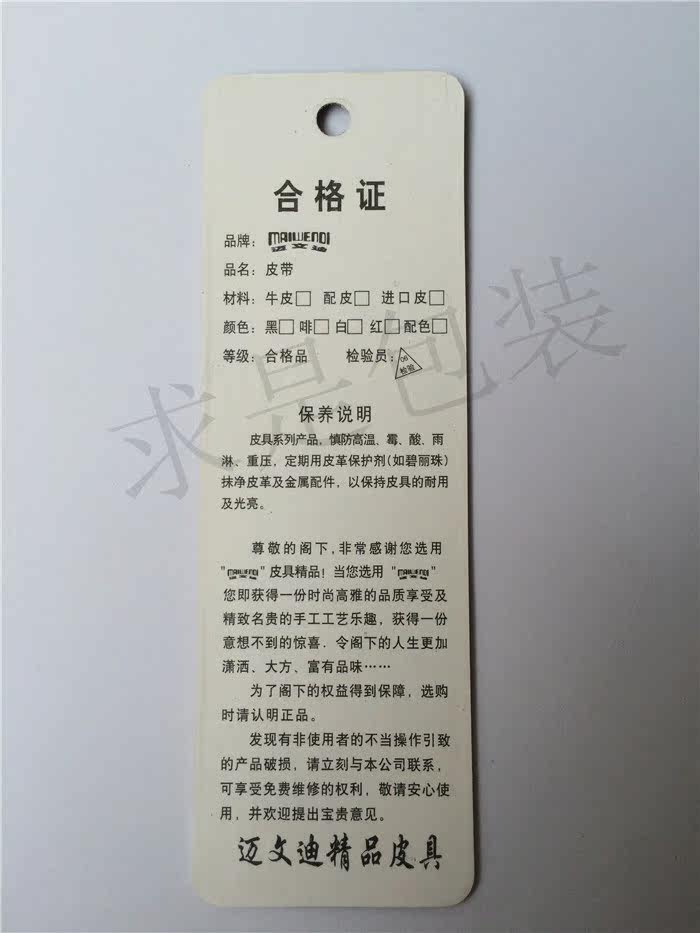 合格证
品牌：MAIWENDI
迈文迪
品名：皮带
材料：牛皮□ 配皮□ 进口皮□
颜色：黑□啡□白□红□配色□
等级：合格品 检验员：
06
检验
保养说明
皮具系列产品，慎防高温、霉、酸、雨
淋、重压，定期用皮革保护剂(如碧丽珠)
抹净皮革及金属配件，以保持皮具的耐用
及光亮。
尊敬的阁下，非常感谢您选用
"MAIWENDI"皮具精品！当您选用"MAIWENDI"
您即获得一份时尚高雅的品质享受及
精致名贵的手工工艺乐趣，获得一份
意想不到的惊喜．令阁下的人生更加
潇洒、大方、富有品味……
为了阁下的权益得到保障，选购
时请认明正品。
发现有非使用者的不当操作引致
的产品破损，请立刻与本公司联系，
可享受免费维修的权利，敬请安心使
用，并欢迎提出宝贵意见。
迈文迪精品皮具
求是包装